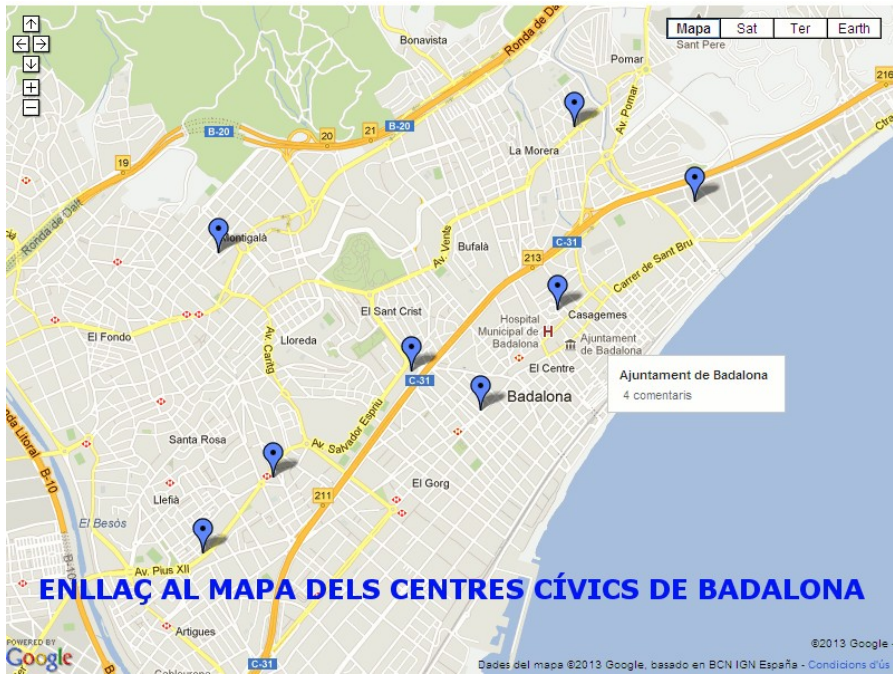 Mapa
Sat
Ter
Earth
Sant Pere
Bonavista
Ronda de Dalt
Pomar
216
B-20
21
20
B-20
Av. Pomar
La Morera
Ctra
19
Ronda de Dalt
Montigalà
Av. Vents
Bufalà
C-31
213
Carrer de Sant Bru
El Sant Crist
Hospital
Municipal de
Badalona
H
Casagemes
Ajuntament
de Badalona
El Fondo
Lloreda
Av. Caritg
El Centre
C-31
Ajuntament de Badalona
4 comentaris
Badalona
Av. Salvador Espriu
Santa Rosa
Litoral
B-10
El Gorg
Llefià
211
El Besòs
B-10
Av. Pius XII
ENLLAÇ AL MAPA DELS CENTRES CÍVICS DE BADALONA
Artigues
POWERED BY
Google
C-31
©2013 Google -
Dades del mapa ©2013 Google, basado en BCN IGN España - Condicions d'ús